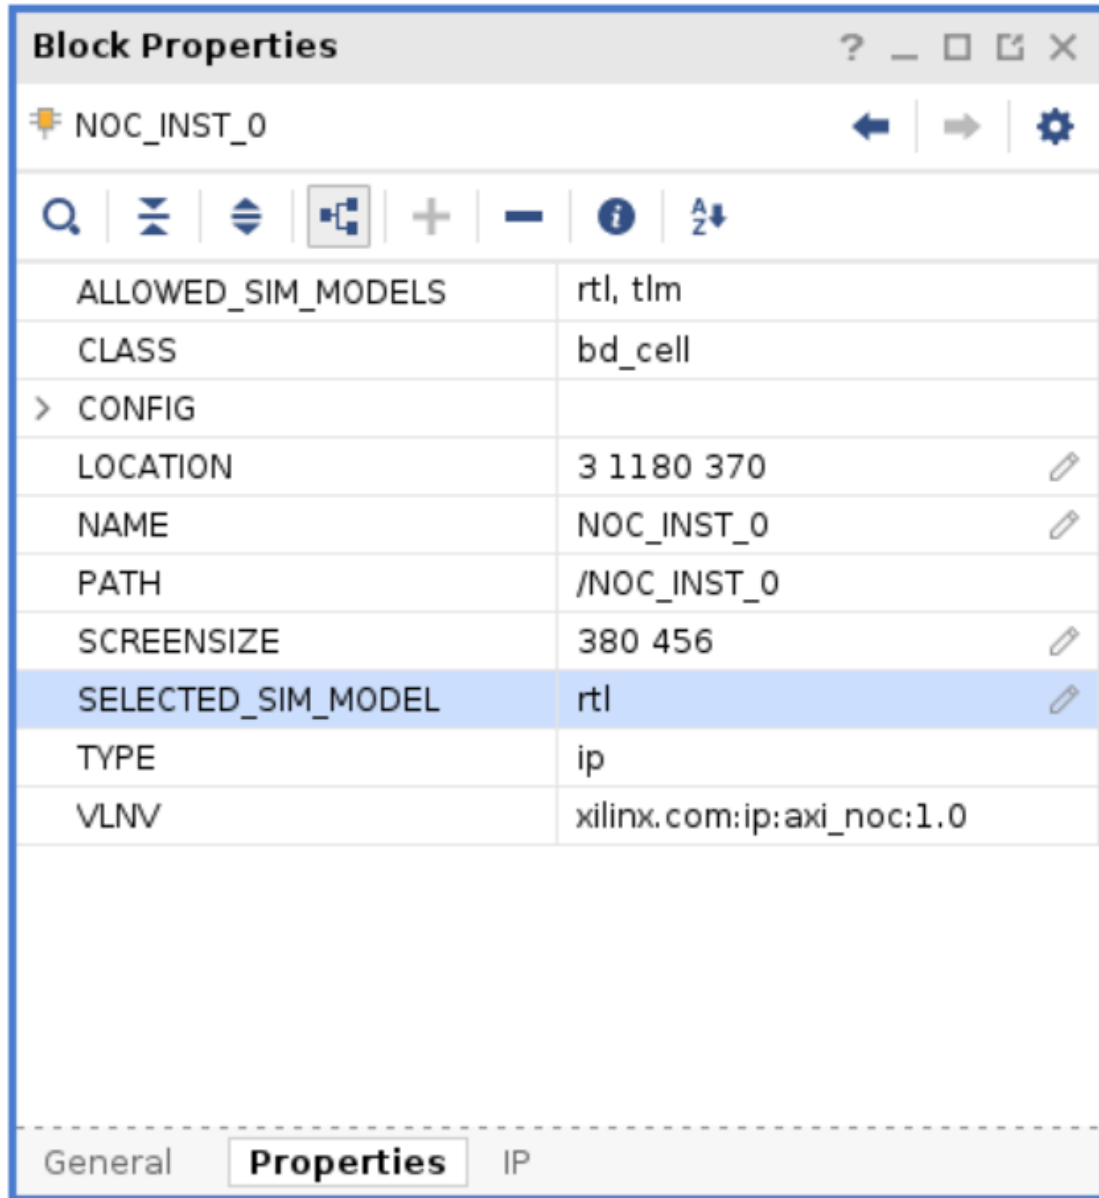 Block Properties
NOC_INST_0
ALLOWED_SIM_MODELS rtl, tlm
CLASS bd_cell
CONFIG
LOCATION 3 1180 370
NAME NOC_INST_0
PATH /NOC_INST_0
SCREENSIZE 380 456
SELECTED_SIM_MODEL rtl
TYPE ip
VLNV xilinx.com:ip:axi_noc:1.0
General Properties IP